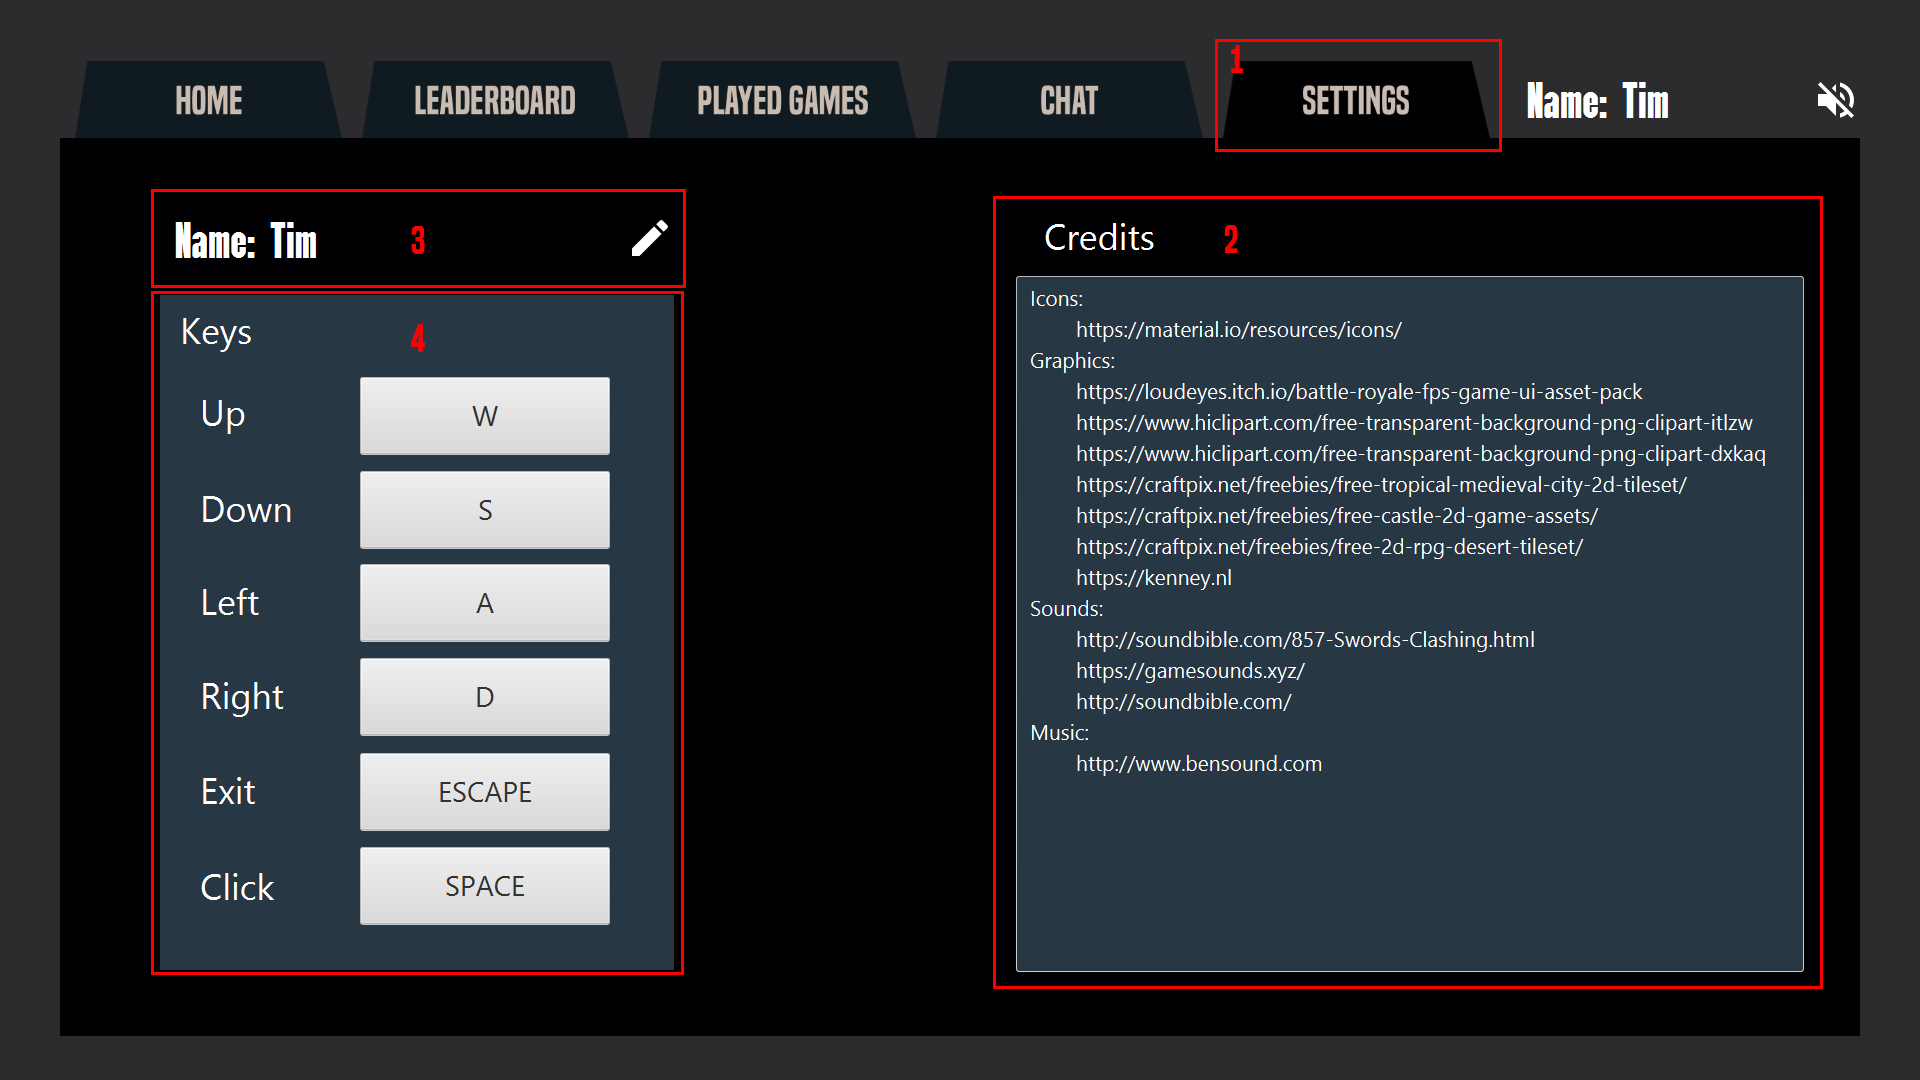 HOME LEADERBOARD PLAYED GAMES CHAT 1 SETTINGS Name: Tim
Name: Tim 3
Keys 4
Up W
Down S
Left A
Right D
Exit ESCAPE
Click SPACE
Credits 2
Icons:
https://material.io/resources/icons/
Graphics:
https://loudeyes.itch.io/battle-royale-fps-game-ui-asset-pack
https://www.hiclipart.com/free-transparent-background-png-clipart-itlzw
https://www.hiclipart.com/free-transparent-background-png-clipart-dxkaq
https://craftpix.net/freebies/free-tropical-medieval-city-2d-tileset/
https://craftpix.net/freebies/free-castle-2d-game-assets/
https://craftpix.net/freebies/free-2d-rpg-desert-tileset/
https://kenney.nl
Sounds:
http://soundbible.com/857-Swords-Clashing.html
https://gamesounds.xyz/
http://soundbible.com/
Music:
http://www.bensound.com